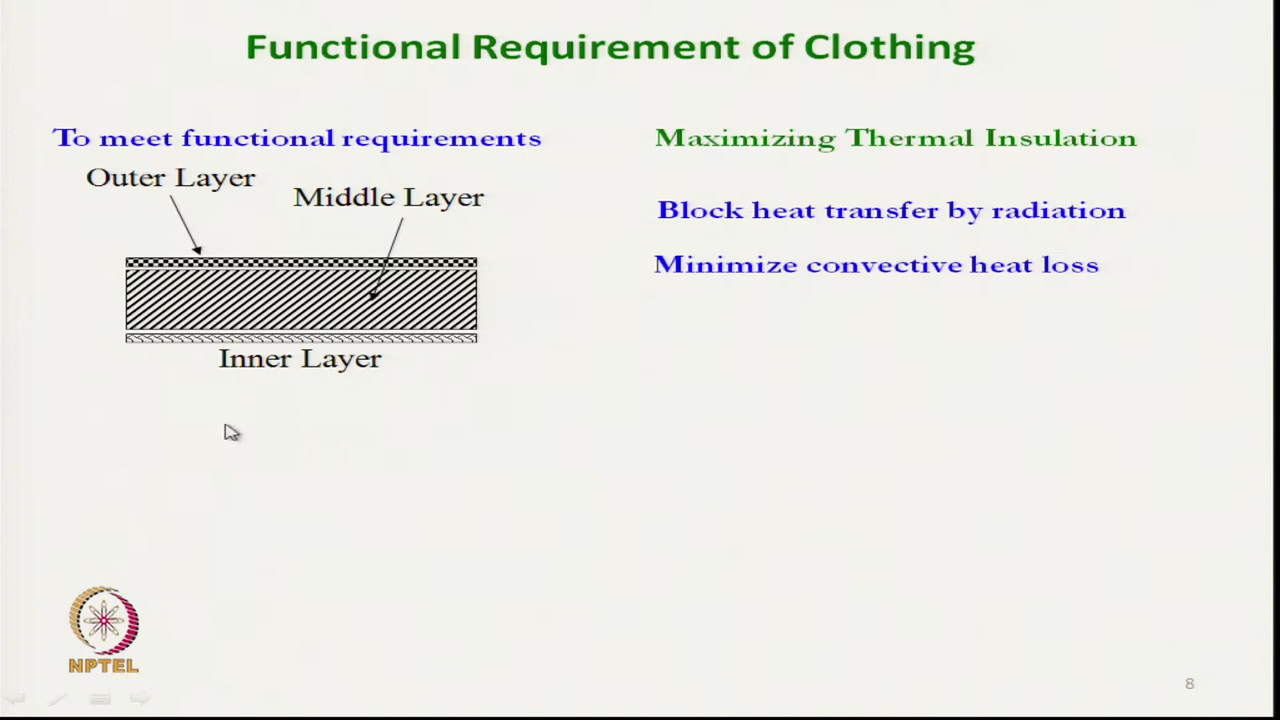 Functional Requirement of Clothing
To meet functional requirements
Outer Layer
Middle Layer
Inner Layer
Maximizing Thermal Insulation
Block heat transfer by radiation
Minimize convective heat loss
NPTEL
8